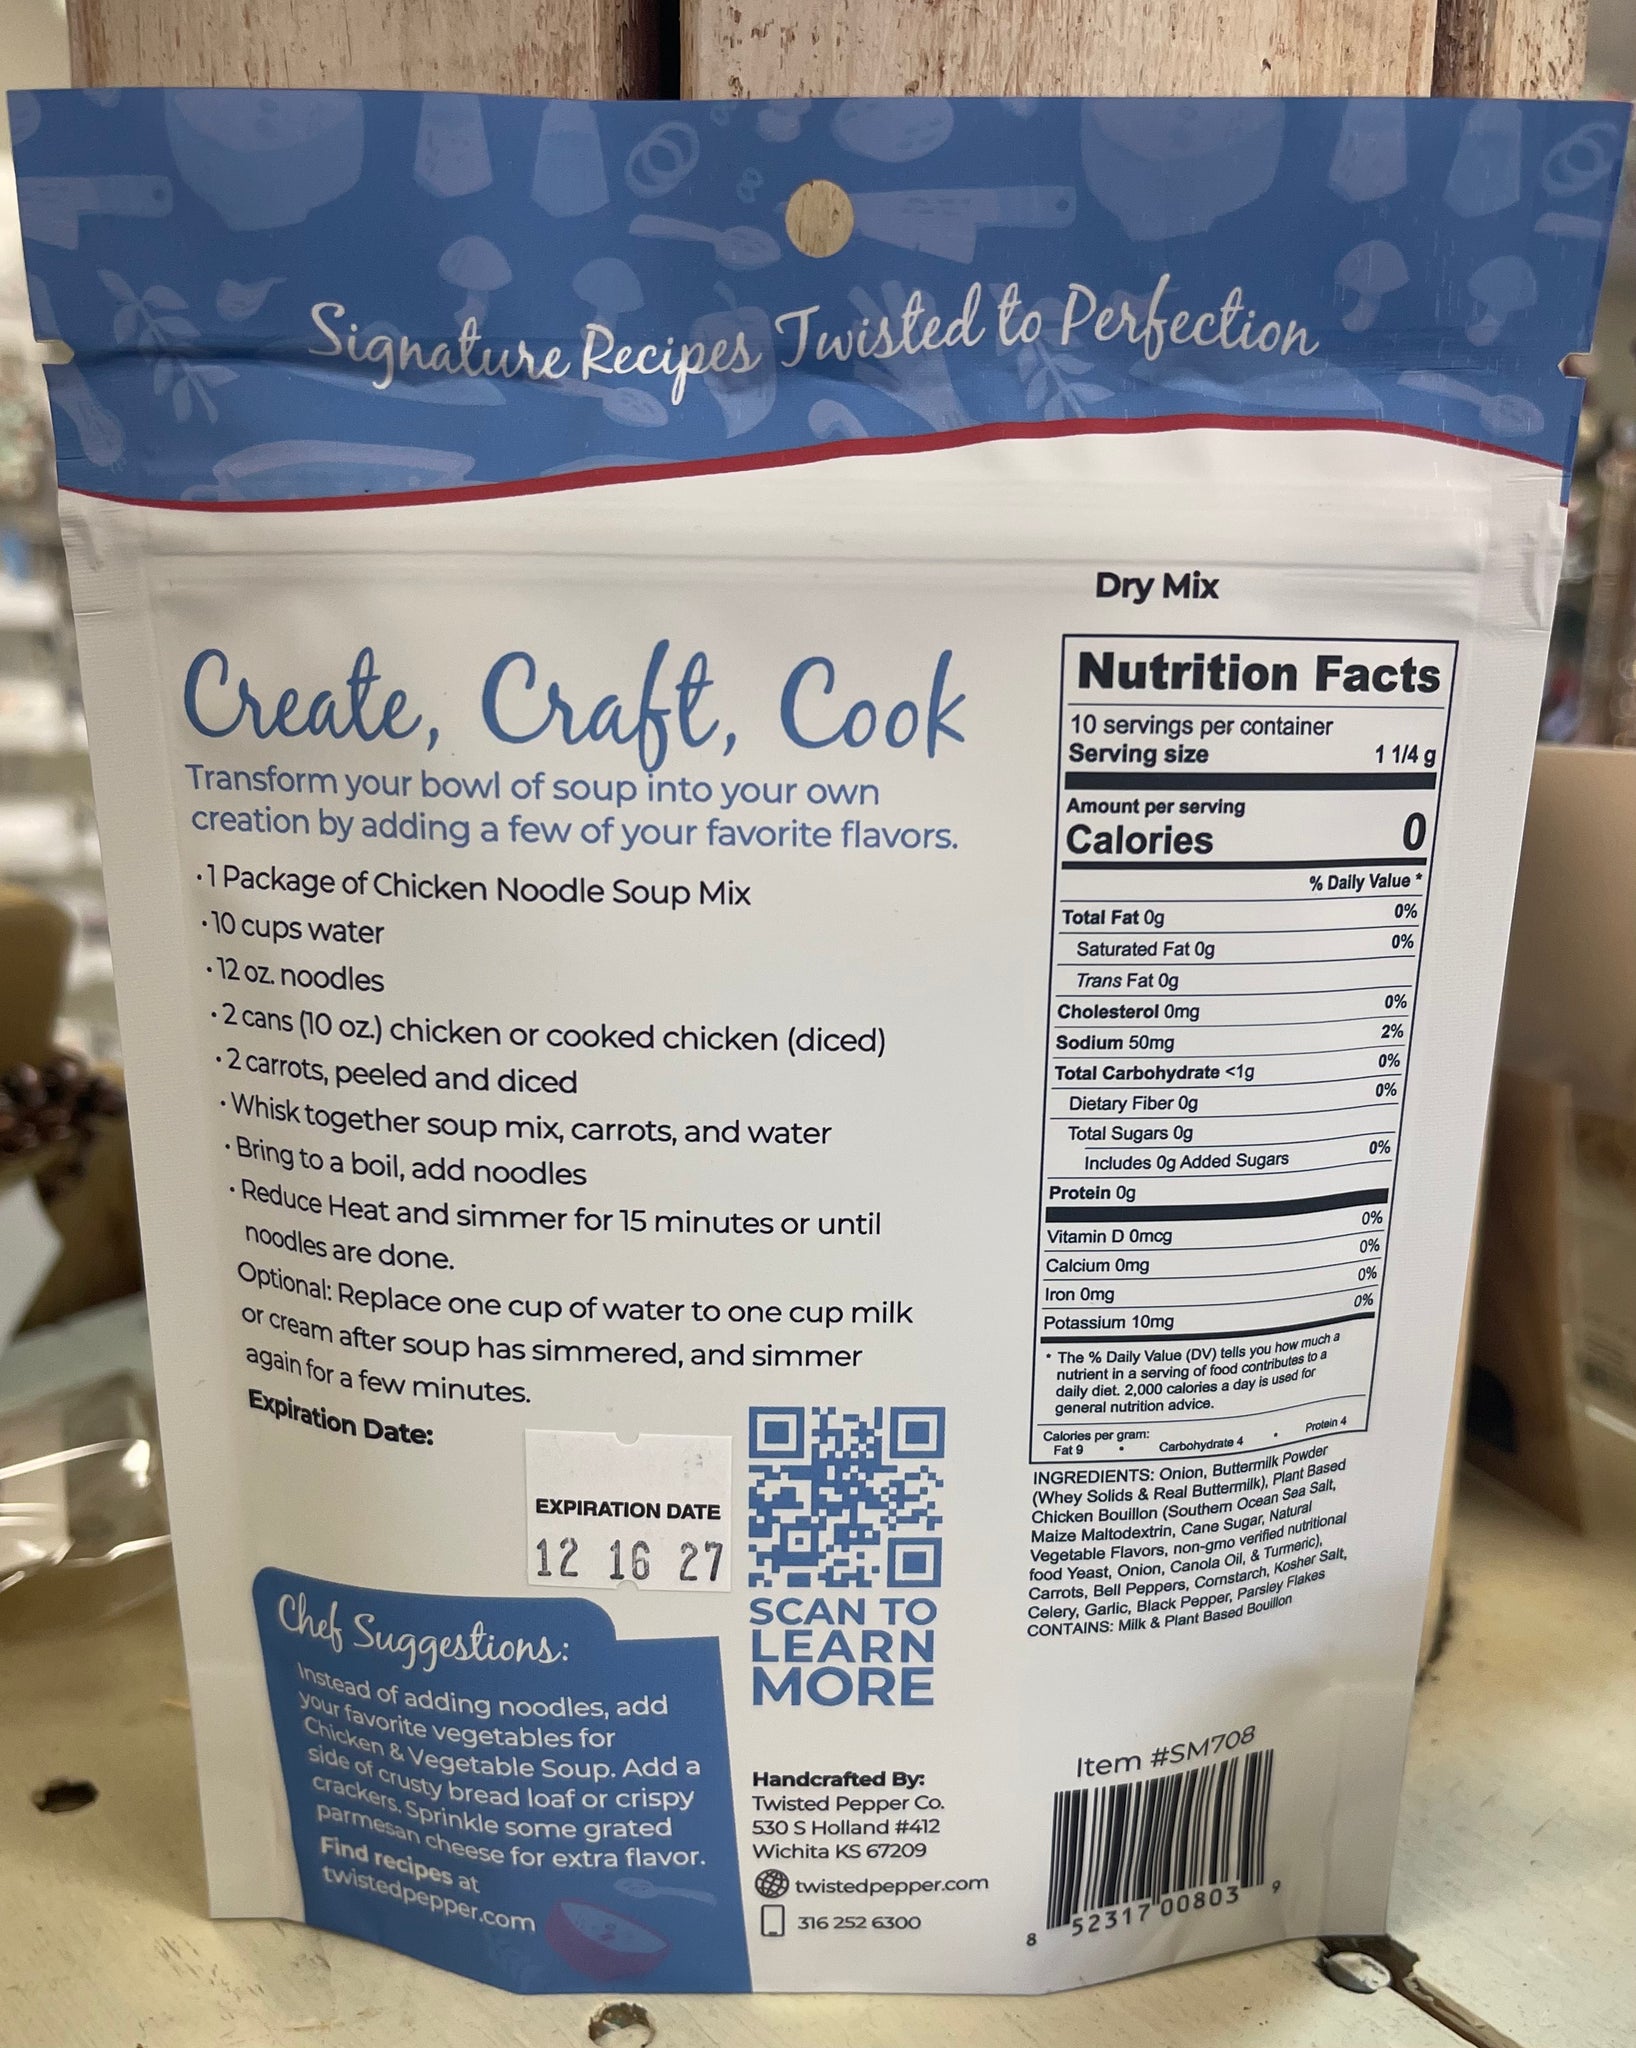 Signature Recipes Twisted to Perfection
Create, Craft, Cook
Transform your bowl of soup into your own
creation by adding a few of your favorite flavors.
·1 Package of Chicken Noodle Soup Mix
·10 cups water
·12 oz. noodles
·2 cans (10 oz.) chicken or cooked chicken (diced)
·2 carrots, peeled and diced
·Whisk together soup mix, carrots, and water
·Bring to a boil, add noodles
·Reduce Heat and simmer for 15 minutes or until
noodles are done.
Optional: Replace one cup of water to one cup milk
or cream after soup has simmered, and simmer
again for a few minutes.
Expiration Date:
EXPIRATION DATE
12 16 27
Chef Suggestions:
Instead of adding noodles, add
your favorite vegetables for
Chicken & Vegetable Soup. Add a
side of crusty bread loaf or crispy
crackers. Sprinkle some grated
parmesan cheese for extra flavor.
Find recipes at
twistedpepper.com
SCAN TO
LEARN
MORE
Handcrafted By:
Twisted Pepper Co.
530 S Holland #412
Wichita KS 67209
twistedpepper.com
316 252 6300
Dry Mix
Nutrition Facts
10 servings per container
Serving size 1 1/4 g
Amount per serving
Calories 0
% Daily Value *
Total Fat 0g 0%
Saturated Fat 0g 0%
Trans Fat 0g
Cholesterol 0mg 0%
Sodium 50mg 2%
Total Carbohydrate <1g 0%
Dietary Fiber 0g 0%
Total Sugars 0g
Includes 0g Added Sugars 0%
Protein 0g
Vitamin D 0mcg 0%
Calcium 0mg 0%
Iron 0mg 0%
Potassium 10mg 0%
* The % Daily Value (DV) tells you how much a
nutrient in a serving of food contributes to a
daily diet. 2,000 calories a day is used for
general nutrition advice.
Calories per gram:
Fat 9 • Carbohydrate 4 • Protein 4
INGREDIENTS: Onion, Buttermilk Powder
(Whey Solids & Real Buttermilk), Plant Based
Chicken Bouillon (Southern Ocean Sea Salt,
Maize Maltodextrin, Cane Sugar, Natural
Vegetable Flavors, non-gmo verified nutritional
food Yeast, Onion, Canola Oil, & Turmeric),
Carrots, Bell Peppers, Cornstarch, Kosher Salt,
Celery, Garlic, Black Pepper, Parsley Flakes
CONTAINS: Milk & Plant Based Bouillon
Item #SM708
8 52317 00803 9